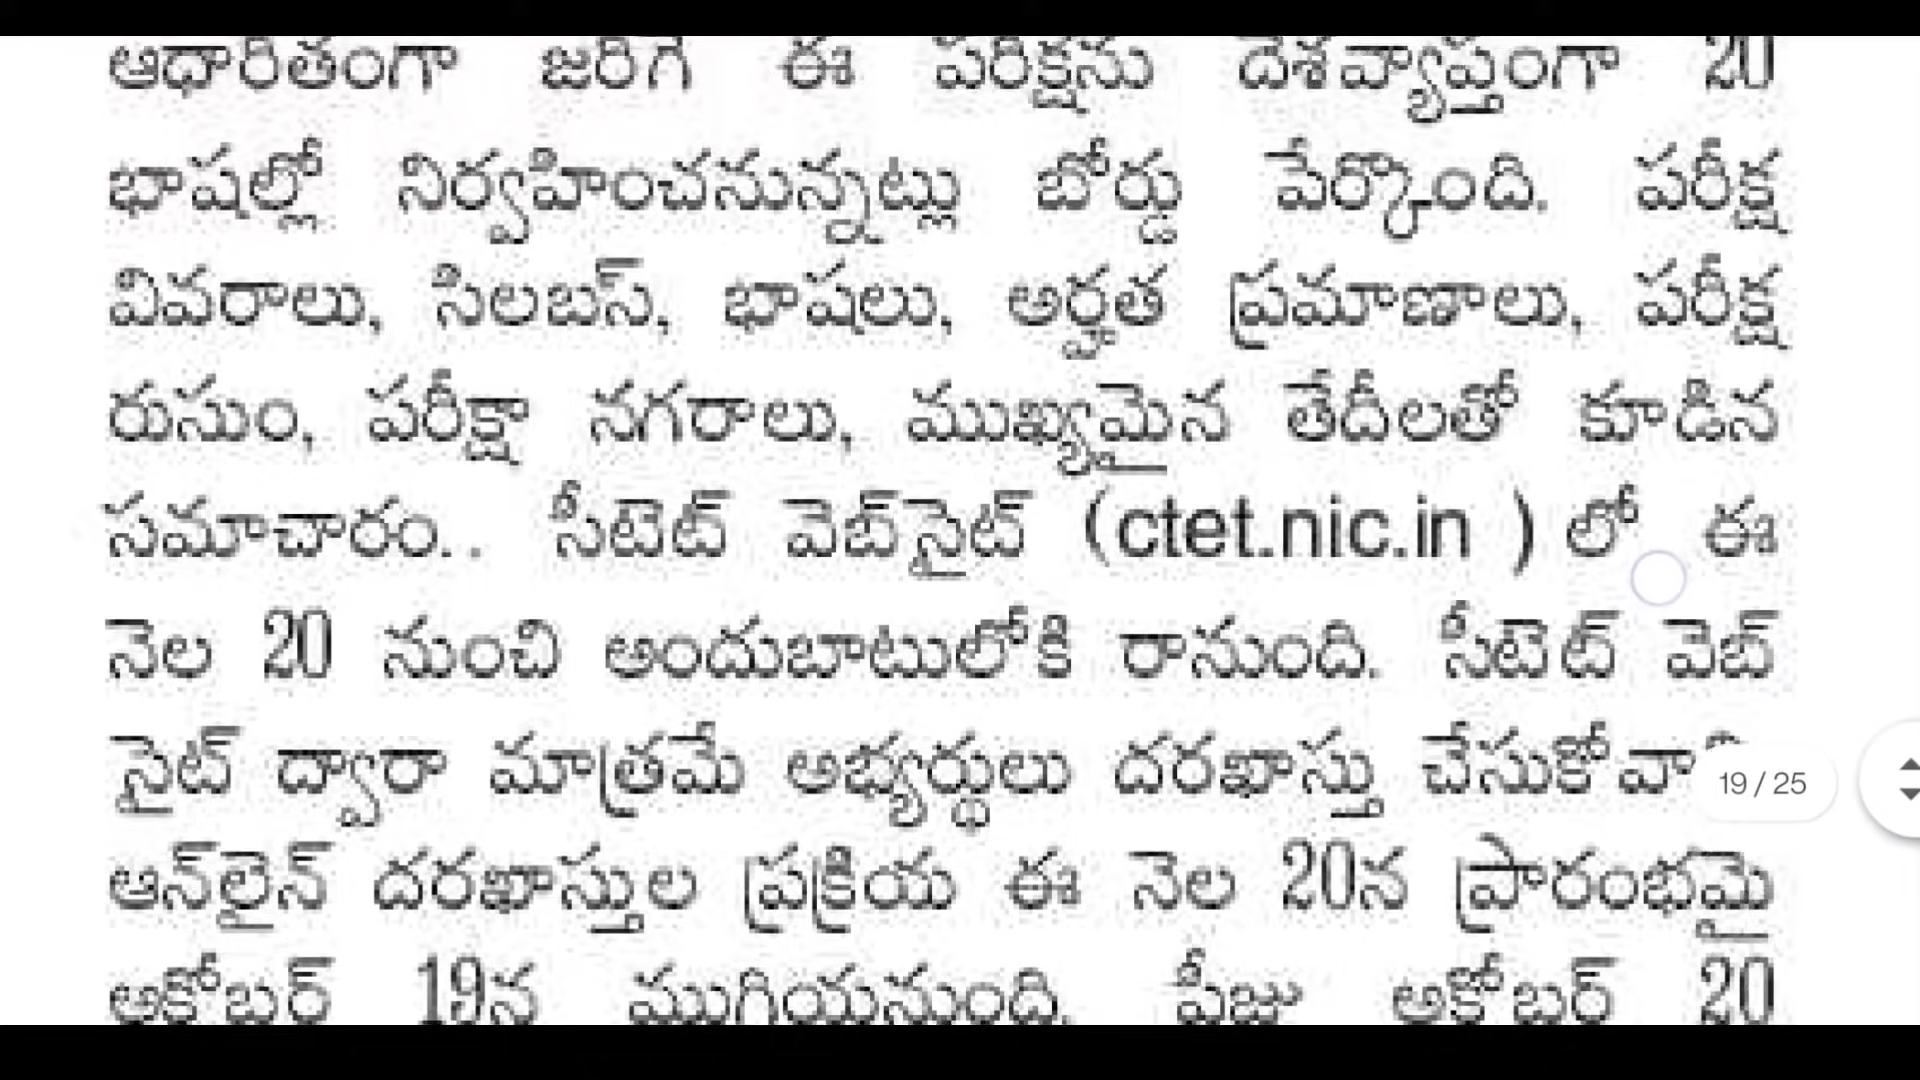 ఆధారితంగా జరిగే ఈ పరీక్షను దేశవ్యాప్తంగా 20
భాషల్లో నిర్వహించనున్నట్లు బోర్డు పేర్కొంది. పరీక్ష
వివరాలు, సిలబస్, భాషలు, అర్హత ప్రమాణాలు, పరీక్ష
రుసుం, పరీక్షా నగరాలు, ముఖ్యమైన తేదీలతో కూడిన
సమాచారం.. సీటెట్ వెబ్‌సైట్ (ctet.nic.in ) లో ఈ
నెల 20 నుంచి అందుబాటులోకి రానుంది. సీటెట్ వెబ్
సైట్ ద్వారా మాత్రమే అభ్యర్థులు దరఖాస్తు
19 / 25
ఆన్‌లైన్ దరఖాస్తుల ప్రక్రియ ఈ నెల 20న ప్రారంభమై
అక్టోబర్ 19న ముగియనుంది. ఫీజు అక్టోబర్ 20